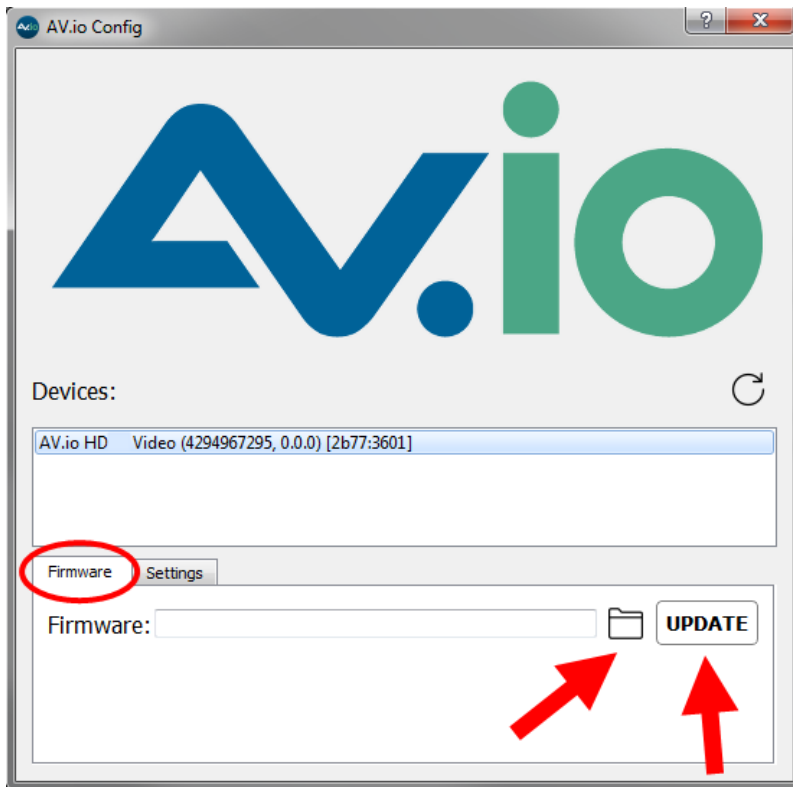 AV.io Config
AV.io
Devices:
AV.io HD Video (4294967295, 0.0.0) [2b77:3601]
Firmware Settings
Firmware: UPDATE